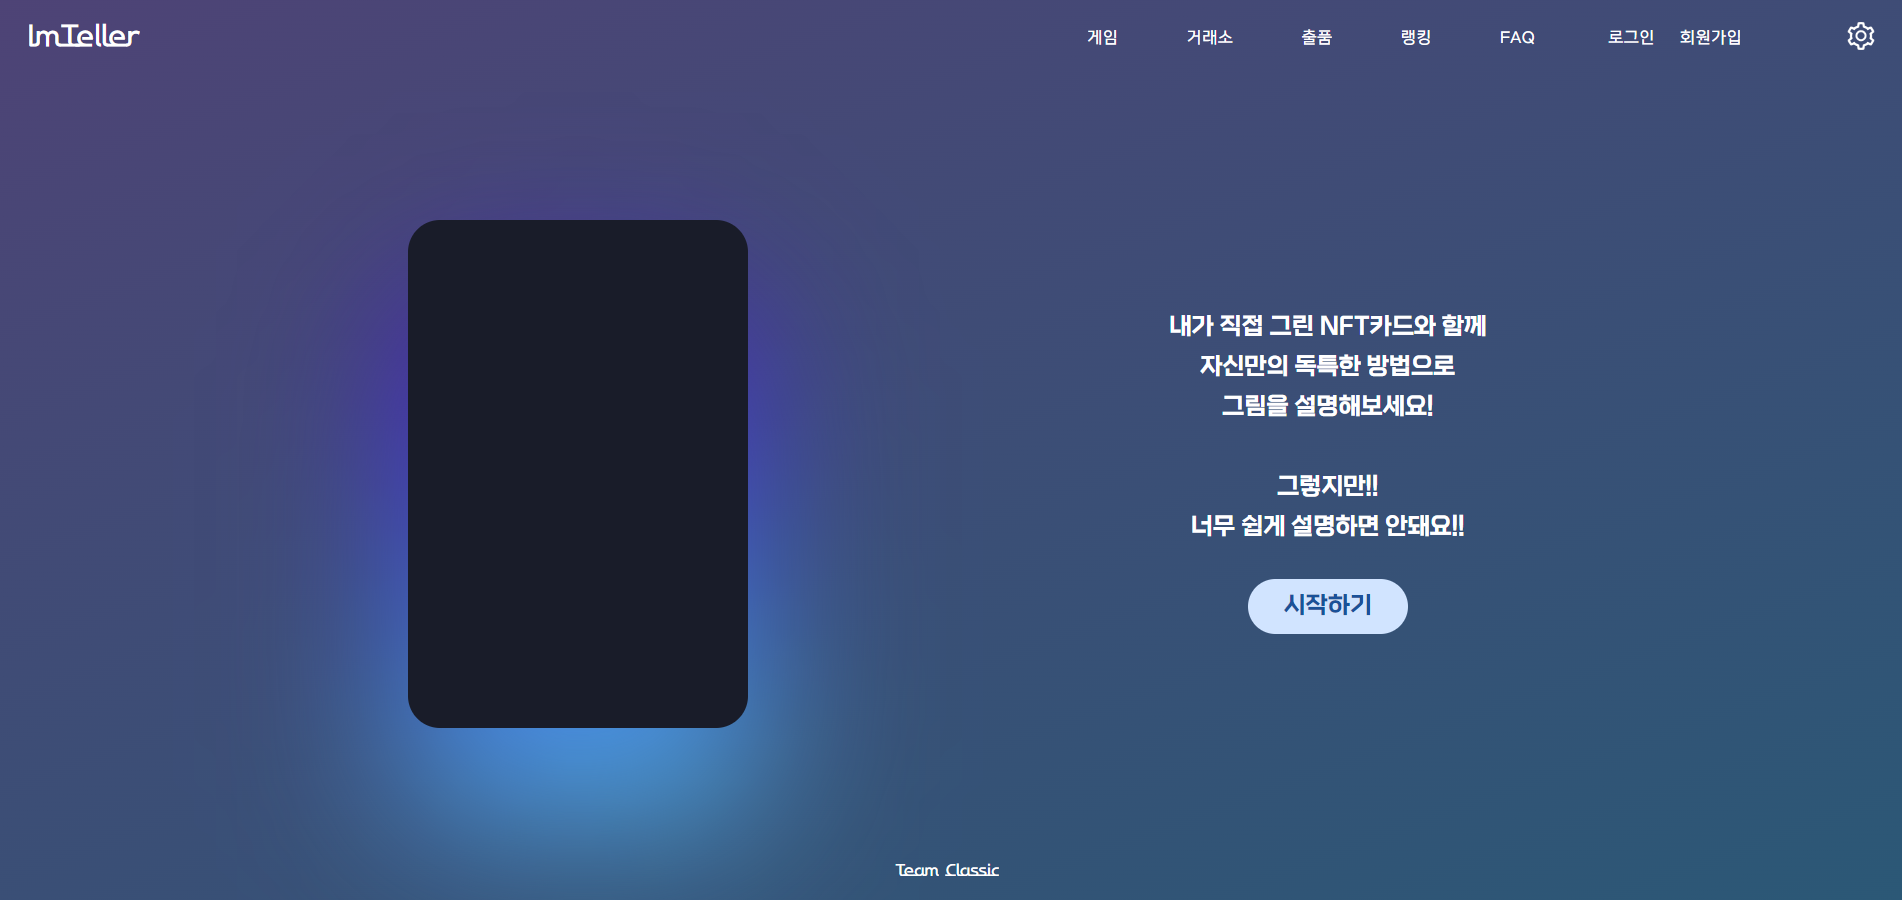 ImTeller
게임 거래소 출품 랭킹 FAQ 로그인 회원가입
내가 직접 그린 NFT카드와 함께
자신만의 독특한 방법으로
그림을 설명해보세요!
그렇지만!!
너무 쉽게 설명하면 안돼요!!
시작하기
Team Classic